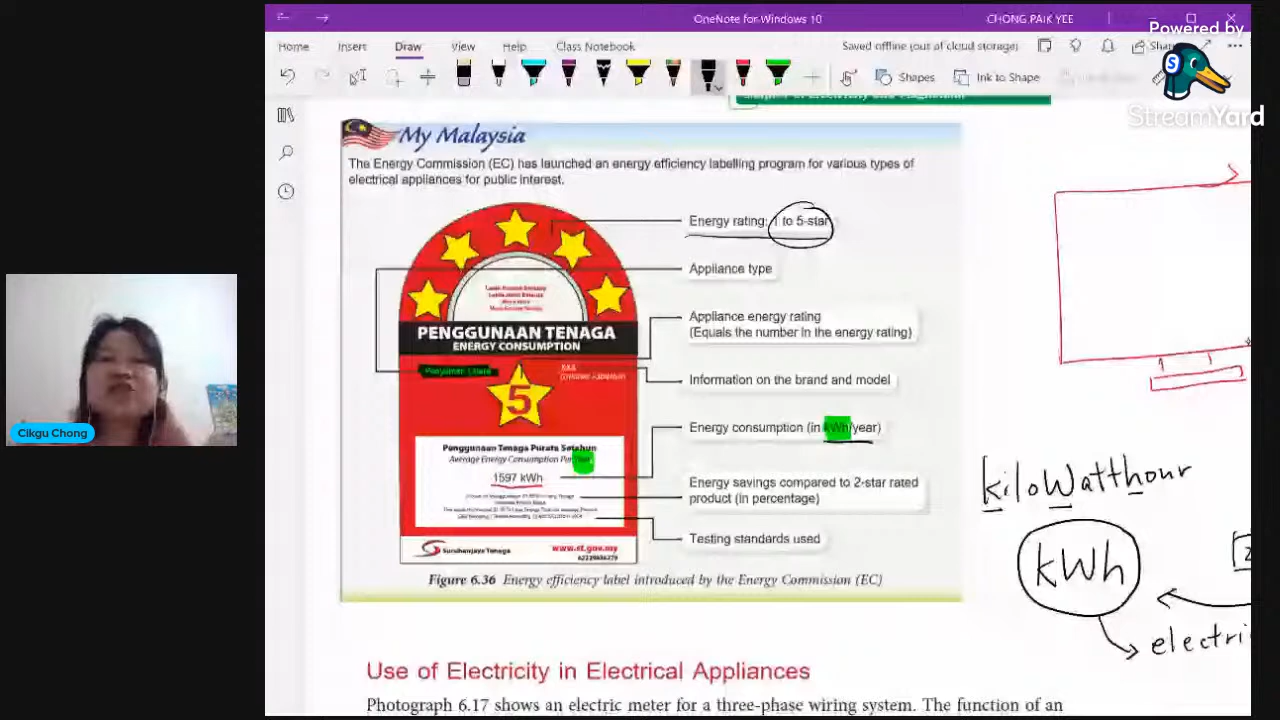 OneNote for Windows 10
CHONG PAIK YEE
Powered by
StreamYard
Home
Insert
Draw
View
Help
Class Notebook
Saved offline (out of cloud storage)
Shapes
Ink to Shape
My Malaysia
The Energy Commission (EC) has launched an energy efficiency labelling program for various types of
electrical appliances for public interest.
Energy rating: 1 to 5-star
Appliance type
Appliance energy rating
(Equals the number in the energy rating)
Information on the brand and model
Energy consumption (in kWh/year)
Energy savings compared to 2-star rated
product (in percentage)
Testing standards used
PENGGUNAAN TENAGA
ENERGY CONSUMPTION
5
Penggunaan Tenaga Purata Setahun
Average Energy Consumption Per Year
1597 kWh
Suruhanjaya Tenaga
www.st.gov.my
Figure 6.36 Energy efficiency label introduced by the Energy Commission (EC)
kiloWatthour
kWh
electri
Cikgu Chong
Use of Electricity in Electrical Appliances
Photograph 6.17 shows an electric meter for a three-phase wiring system. The function of an